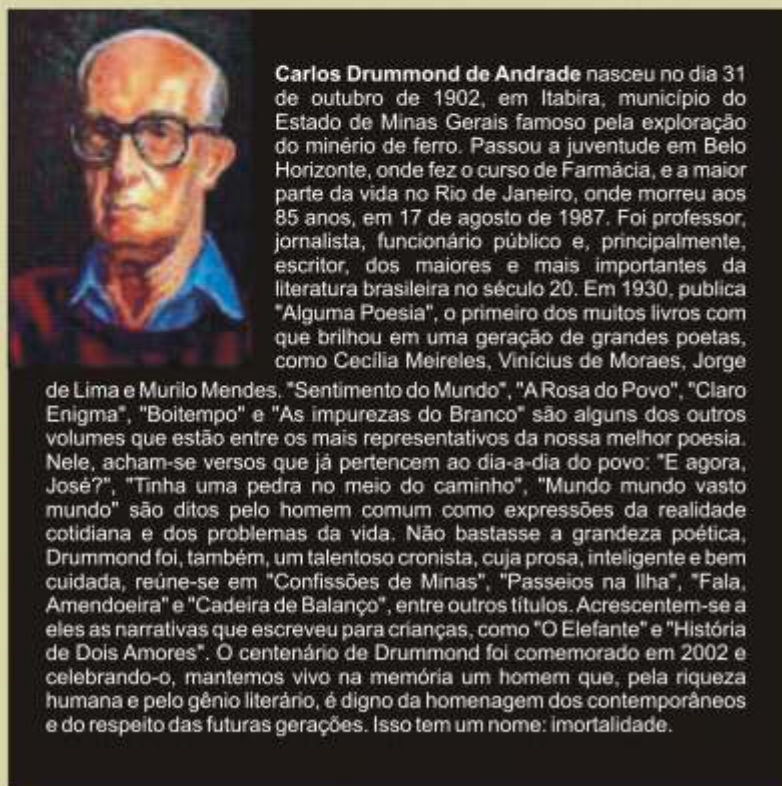 Carlos Drummond de Andrade nasceu no dia 31
de outubro de 1902, em Itabira, município do
Estado de Minas Gerais famoso pela exploração
do minério de ferro. Passou a juventude em Belo
Horizonte, onde fez o curso de Farmácia, e a maior
parte da vida no Rio de Janeiro, onde morreu aos
85 anos, em 17 de agosto de 1987. Foi professor,
jornalista, funcionário público e, principalmente,
escritor, dos maiores e mais importantes da
literatura brasileira no século 20. Em 1930, publica
"Alguma Poesia", o primeiro dos muitos livros com
que brilhou em uma geração de grandes poetas,
como Cecília Meireles, Vinícius de Moraes, Jorge
de Lima e Murilo Mendes. "Sentimento do Mundo", "A Rosa do Povo", "Claro
Enigma", "Boitempo" e "As impurezas do Branco" são alguns dos outros
volumes que estão entre os mais representativos da nossa melhor poesia.
Nele, acham-se versos que já pertencem ao dia-a-dia do povo: "E agora,
José?", "Tinha uma pedra no meio do caminho", "Mundo mundo vasto
mundo" são ditos pelo homem comum como expressões da realidade
cotidiana e dos problemas da vida. Não bastasse a grandeza poética,
Drummond foi, também, um talentoso cronista, cuja prosa, inteligente e bem
cuidada, reúne-se em "Confissões de Minas", "Passeios na Ilha", "Fala,
Amendoeira" e "Cadeira de Balanço", entre outros títulos. Acrescentem-se a
eles as narrativas que escreveu para crianças, como "O Elefante" e "História
de Dois Amores". O centenário de Drummond foi comemorado em 2002 e
celebrando-o, mantemos vivo na memória um homem que, pela riqueza
humana e pelo gênio literário, é digno da homenagem dos contemporâneos
e do respeito das futuras gerações. Isso tem um nome: imortalidade.